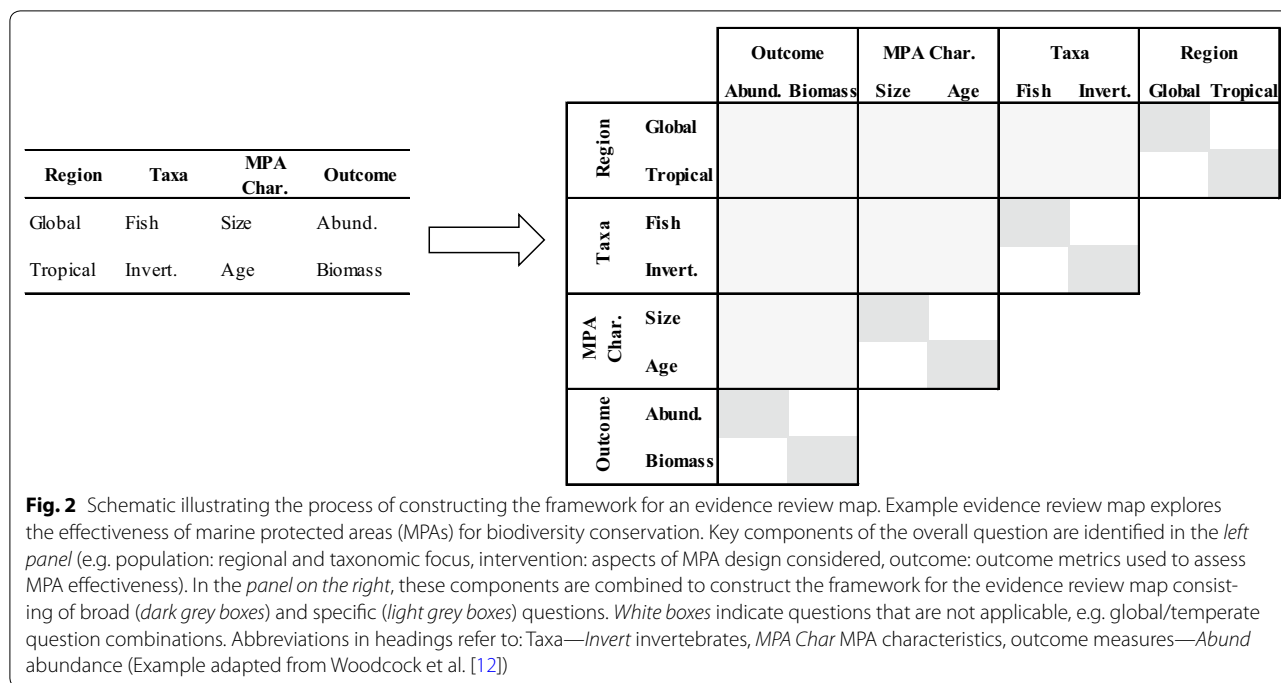 Region Taxa MPA Char. Outcome
Global Fish Size Abund.
Tropical Invert. Age Biomass
Outcome MPA Char. Taxa Region
Abund. Biomass Size Age Fish Invert. Global Tropical
Region
Global
Tropical
Taxa
Fish
Invert.
MPA
Char.
Size
Age
Outcome
Abund.
Biomass
Fig. 2 Schematic illustrating the process of constructing the framework for an evidence review map. Example evidence review map explores
the effectiveness of marine protected areas (MPAs) for biodiversity conservation. Key components of the overall question are identified in the left
panel (e.g. population: regional and taxonomic focus, intervention: aspects of MPA design considered, outcome: outcome metrics used to assess
MPA effectiveness). In the panel on the right, these components are combined to construct the framework for the evidence review map consist-
ing of broad (dark grey boxes) and specific (light grey boxes) questions. White boxes indicate questions that are not applicable, e.g. global/temperate
question combinations. Abbreviations in headings refer to: Taxa—Invert invertebrates, MPA Char MPA characteristics, outcome measures—Abund
abundance (Example adapted from Woodcock et al. [12])